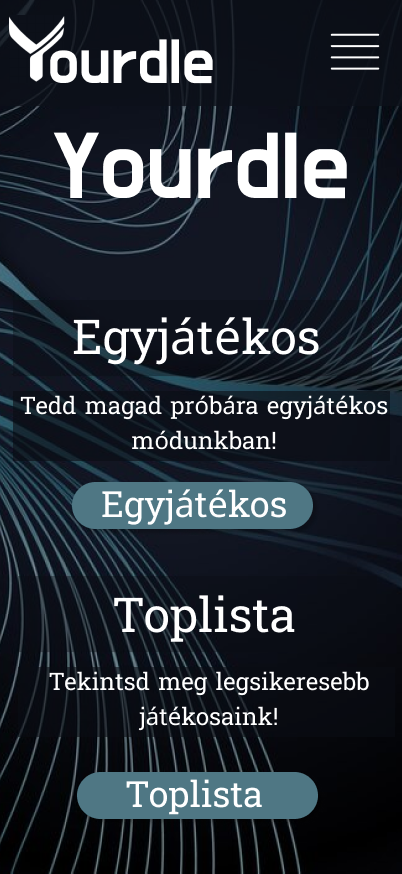 Yourdle
Yourdle
Egyjátékos
Tedd magad próbára egyjátékos
módunkban!
Egyjátékos
Toplista
Tekintsd meg legsikeresebb
játékosaink!
Toplista